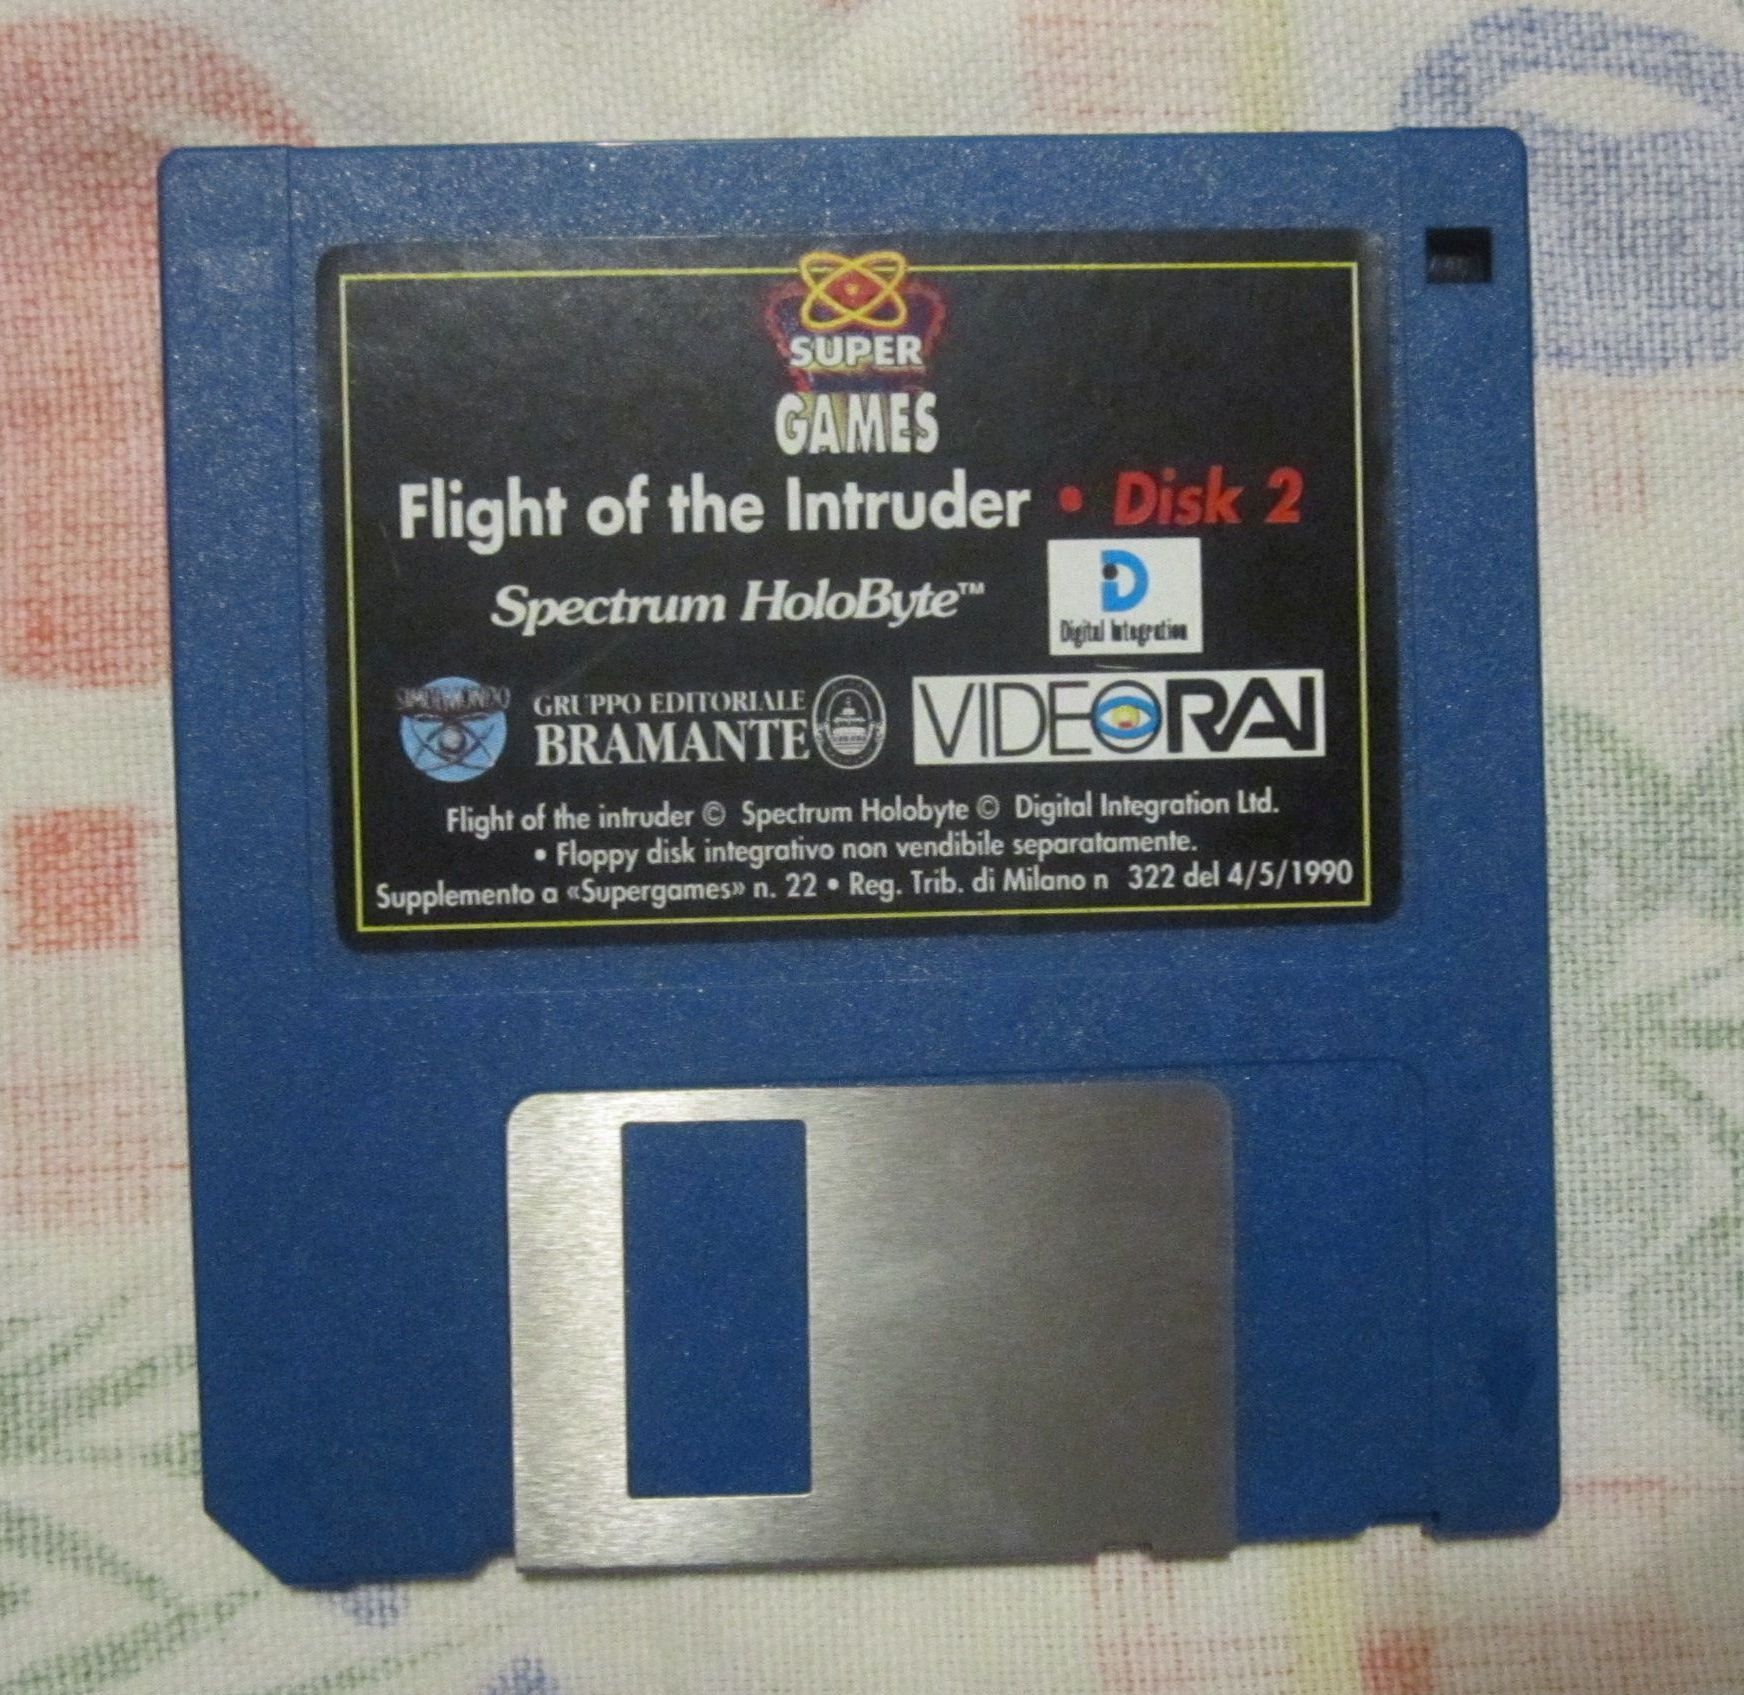 SUPER
GAMES
Flight of the Intruder • Disk 2
Spectrum HoloByte™
Digital Integration
SIMULMONDO
GRUPPO EDITORIALE
BRAMANTE
VIDEORAI
Flight of the intruder © Spectrum Holobyte © Digital Integration Ltd.
• Floppy disk integrativo non vendibile separatamente.
Supplemento a «Supergames» n. 22 • Reg. Trib. di Milano n 322 del 4/5/1990